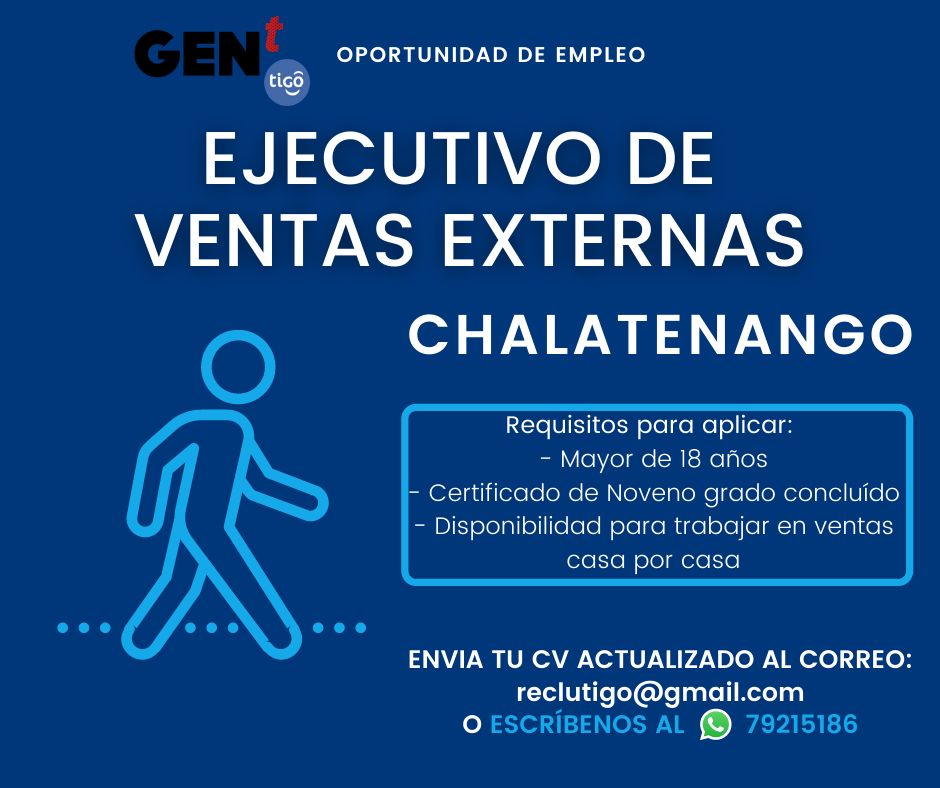 GENt
tigo
OPORTUNIDAD DE EMPLEO
EJECUTIVO DE
VENTAS EXTERNAS
CHALATENANGO
Requisitos para aplicar:
- Mayor de 18 años
- Certificado de Noveno grado concluído
- Disponibilidad para trabajar en ventas
casa por casa
ENVIA TU CV ACTUALIZADO AL CORREO:
reclutigo@gmail.com
O ESCRÍBENOS AL 79215186